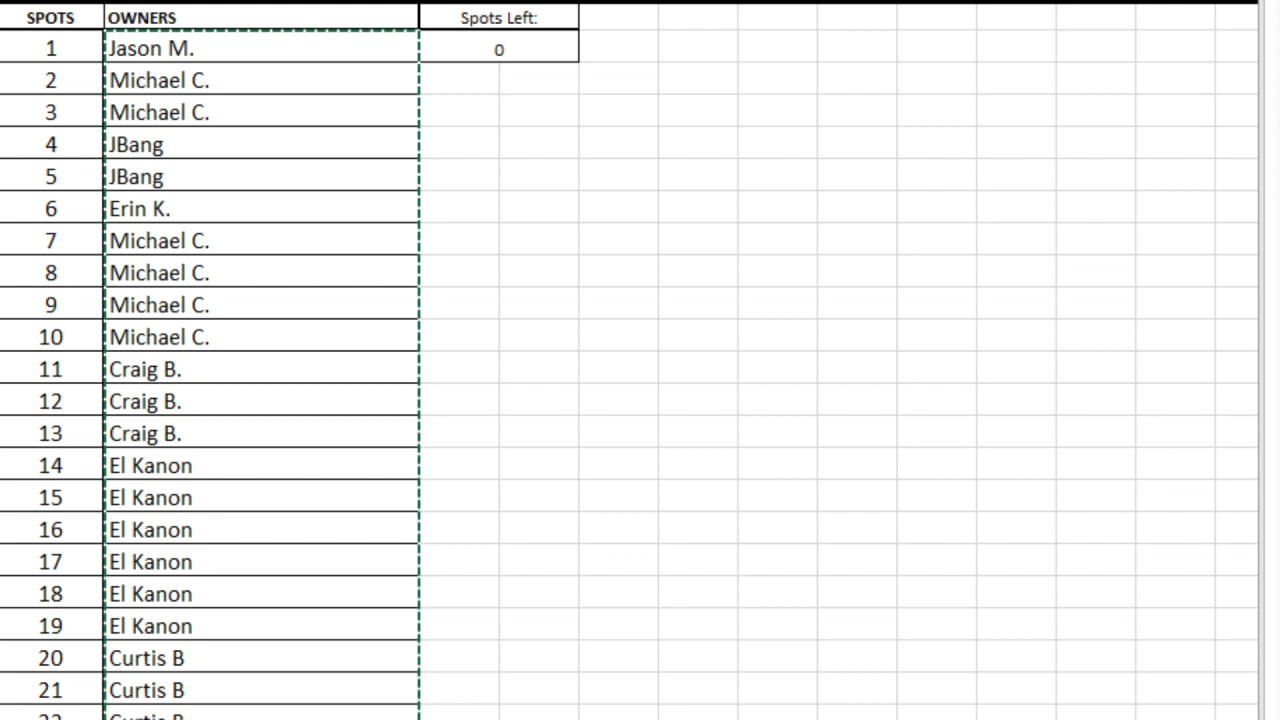 SPOTS OWNERS Spots Left:
1 Jason M. 0
2 Michael C.
3 Michael C.
4 JBang
5 JBang
6 Erin K.
7 Michael C.
8 Michael C.
9 Michael C.
10 Michael C.
11 Craig B.
12 Craig B.
13 Craig B.
14 El Kanon
15 El Kanon
16 El Kanon
17 El Kanon
18 El Kanon
19 El Kanon
20 Curtis B
21 Curtis B